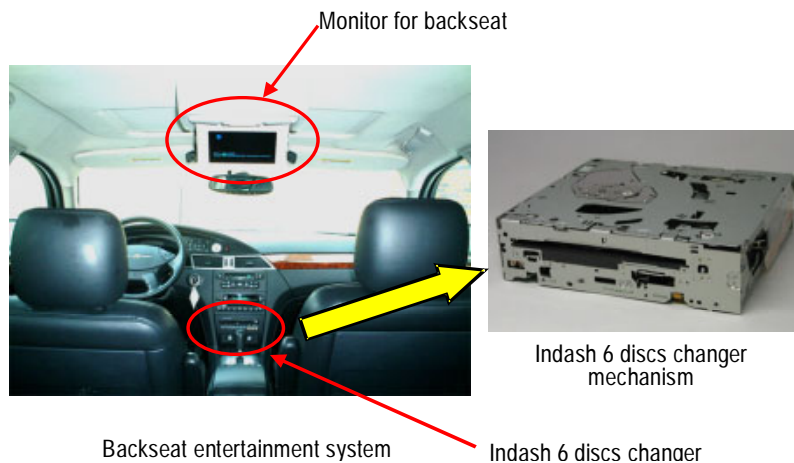 Monitor for backseat
Indash 6 discs changer
mechanism
Backseat entertainment system
Indash 6 discs changer